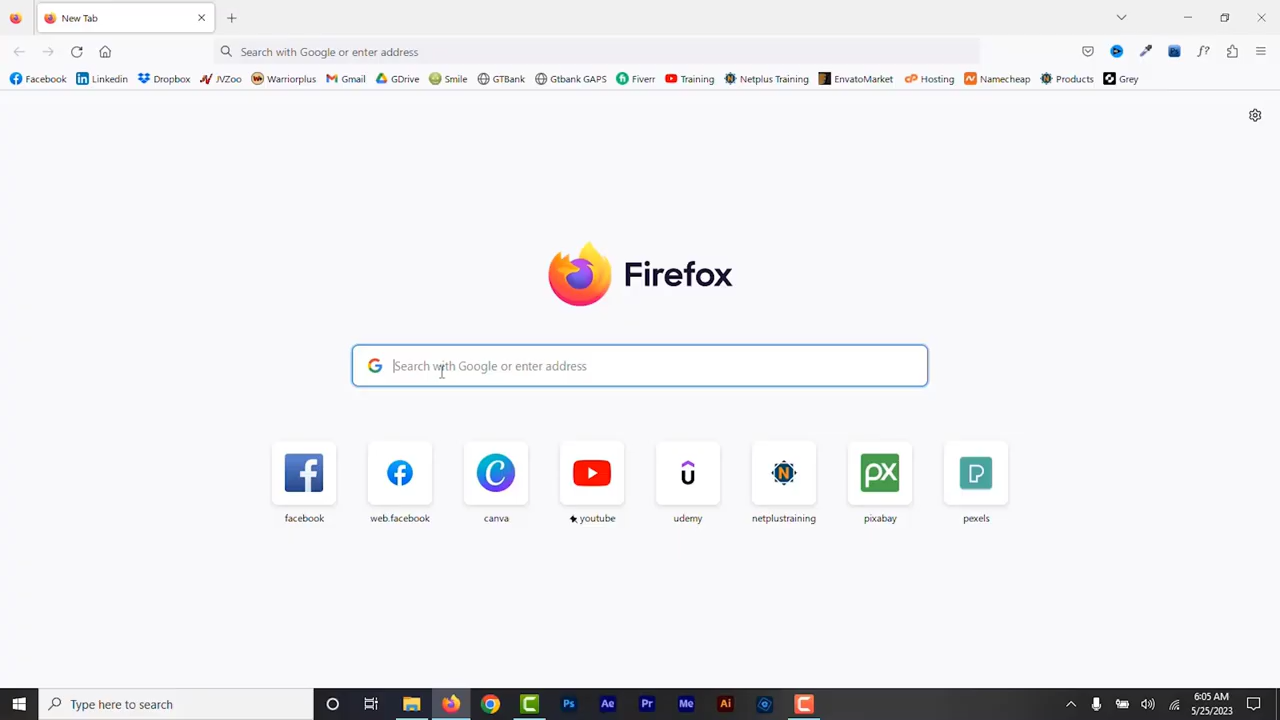 New Tab
Search with Google or enter address
Facebook Linkedin Dropbox JVZoo Warriorplus Gmail GDrive Smile GTBank Gtbank GAPS Fiverr Training Netplus Training EnvatoMarket Hosting Namecheap Products Grey
Firefox
Search with Google or enter address
facebook web.facebook canva youtube udemy netplustraining pixabay pexels
Type here to search
6:05 AM
5/25/2023